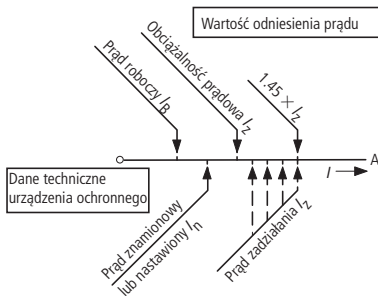 Wartość odniesienia prądu
Prąd roboczy I_B
Obciążalność prądowa I_z
1.45 × I_z
I
A
Dane techniczne
urządzenia ochronnego
Prąd znamionowy
lub nastawiony I_n
Prąd zadziałania I_z